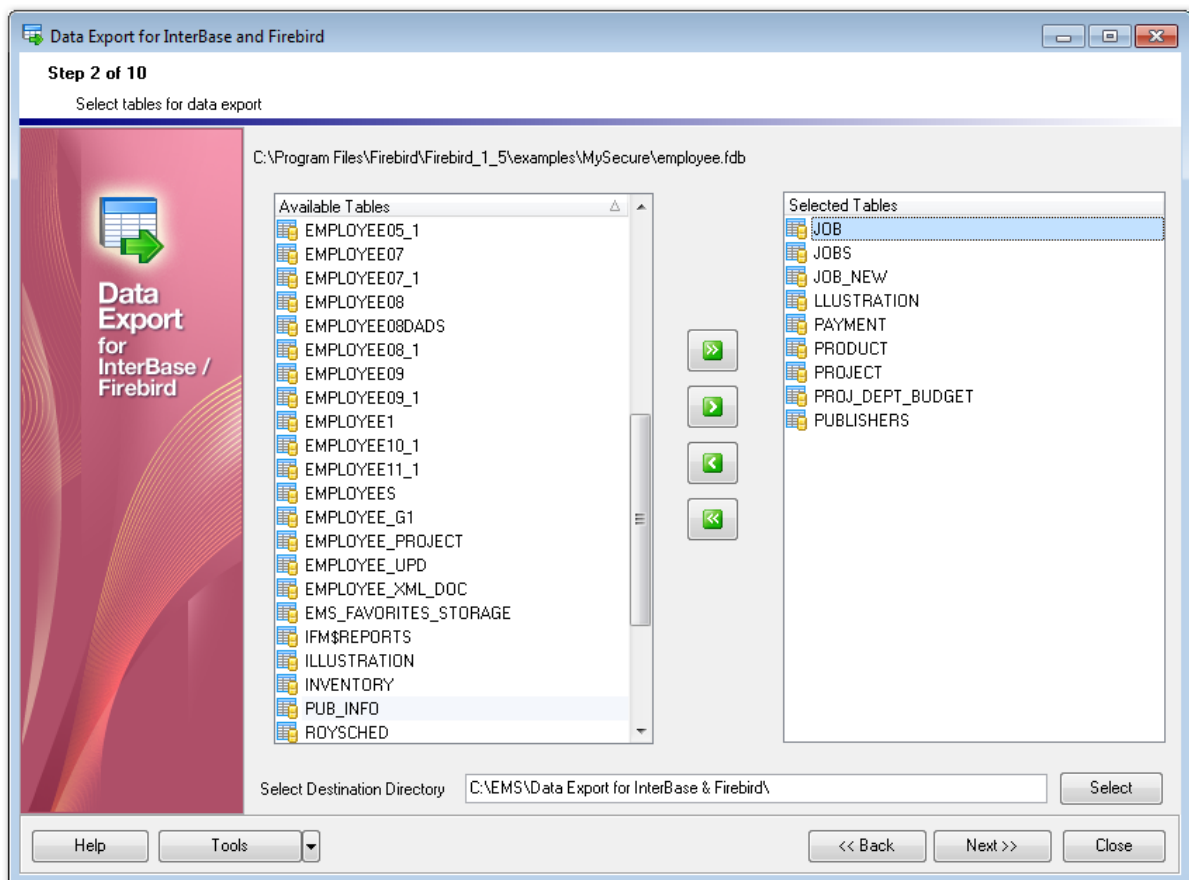 Data Export for InterBase and Firebird
Step 2 of 10
Select tables for data export
Data
Export
for
InterBase /
Firebird
C:\Program Files\Firebird\Firebird_1_5\examples\MySecure\employee.fdb
Available Tables
EMPLOYEE05_1
EMPLOYEE07
EMPLOYEE07_1
EMPLOYEE08
EMPLOYEE08DADS
EMPLOYEE08_1
EMPLOYEE09
EMPLOYEE09_1
EMPLOYEE1
EMPLOYEE10_1
EMPLOYEE11_1
EMPLOYEES
EMPLOYEE_G1
EMPLOYEE_PROJECT
EMPLOYEE_UPD
EMPLOYEE_XML_DOC
EMS_FAVORITES_STORAGE
IFM$REPORTS
ILLUSTRATION
INVENTORY
PUB_INFO
ROYSCHED
Selected Tables
JOB
JOBS
JOB_NEW
LLUSTRATION
PAYMENT
PRODUCT
PROJECT
PROJ_DEPT_BUDGET
PUBLISHERS
Select Destination Directory C:\EMS\Data Export for InterBase & Firebird\ Select
Help Tools << Back Next >> Close